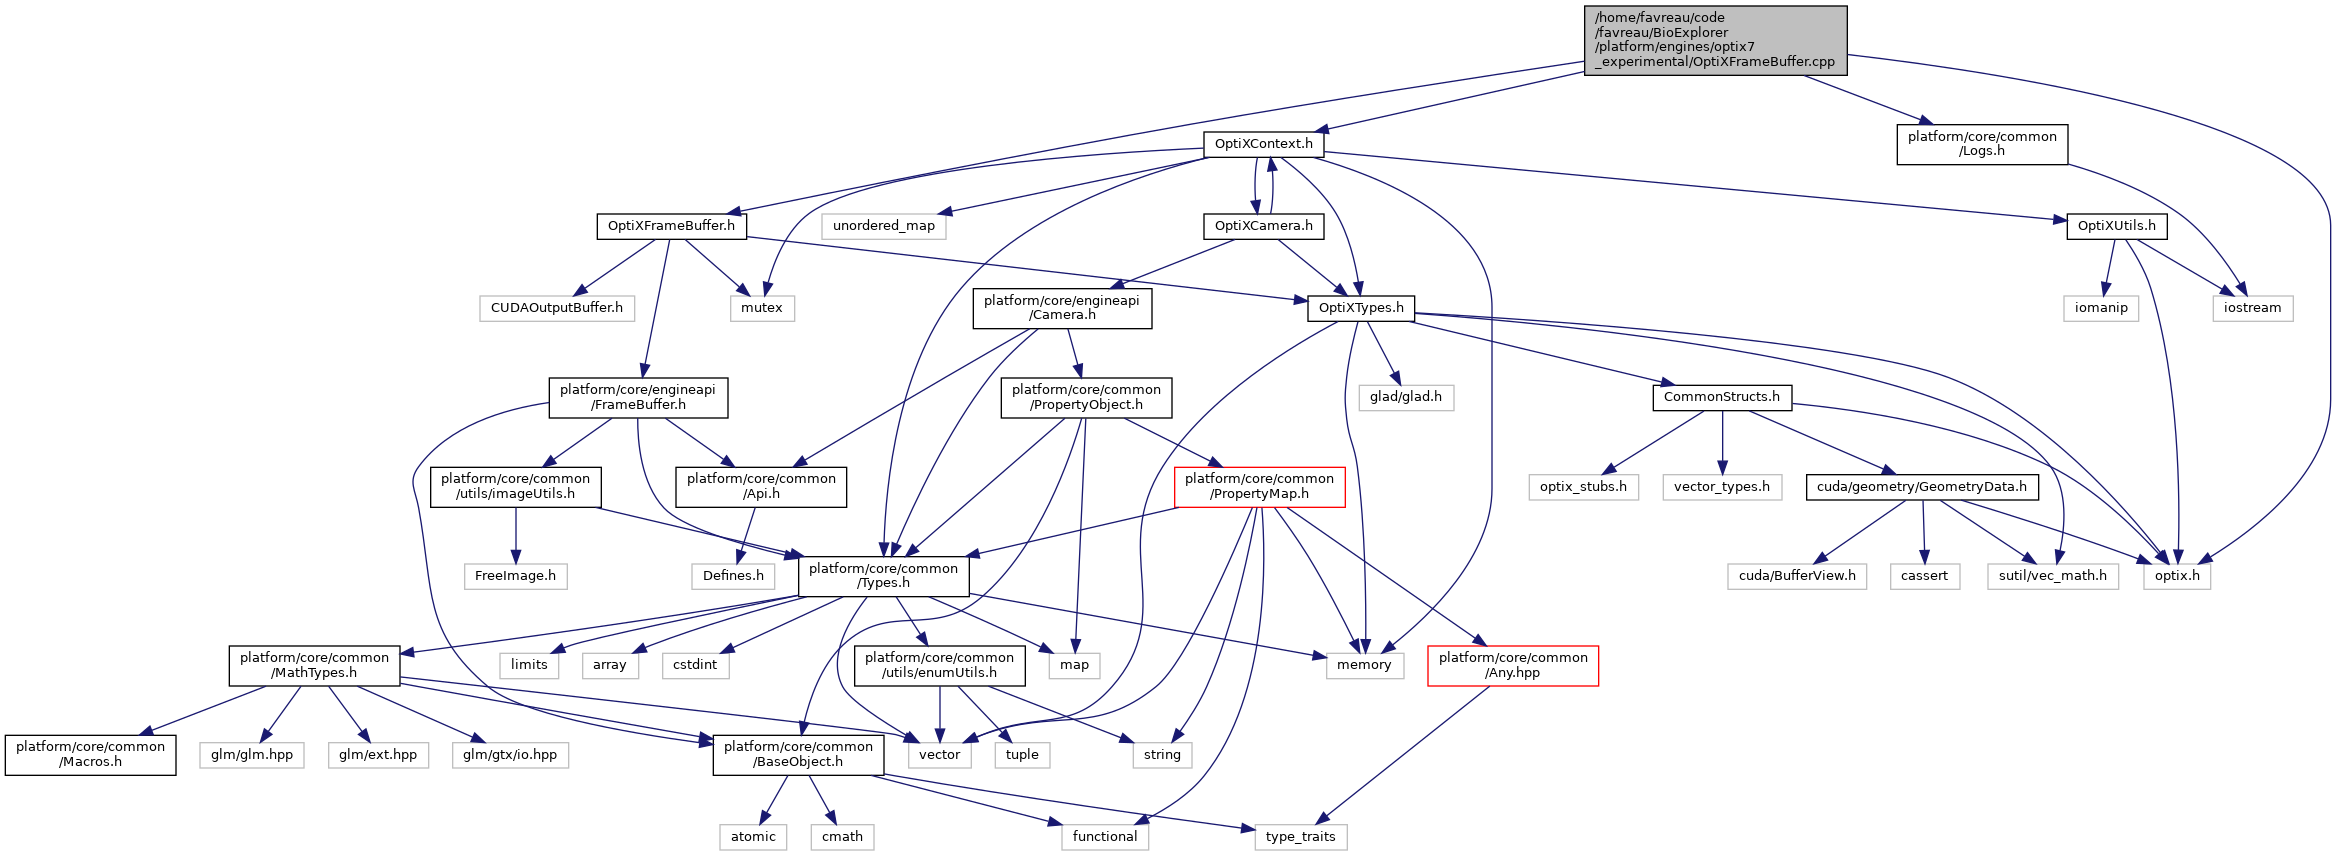 /home/favreau/code
/favreau/BioExplorer
/platform/engines/optix7
_experimental/OptiXFrameBuffer.cpp
OptiXContext.h
platform/core/common
/Logs.h
OptiXFrameBuffer.h
unordered_map
OptiXCamera.h
OptiXUtils.h
CUDAOutputBuffer.h
mutex
platform/core/engineapi
/Camera.h
OptiXTypes.h
iomanip
iostream
platform/core/engineapi
/FrameBuffer.h
platform/core/common
/PropertyObject.h
glad/glad.h
CommonStructs.h
platform/core/common
/utils/imageUtils.h
platform/core/common
/Api.h
platform/core/common
/PropertyMap.h
optix_stubs.h
vector_types.h
cuda/geometry/GeometryData.h
FreeImage.h
Defines.h
platform/core/common
/Types.h
cuda/BufferView.h
cassert
sutil/vec_math.h
optix.h
platform/core/common
/MathTypes.h
limits
array
cstdint
platform/core/common
/utils/enumUtils.h
map
memory
platform/core/common
/Any.hpp
platform/core/common
/Macros.h
glm/glm.hpp
glm/ext.hpp
glm/gtx/io.hpp
platform/core/common
/BaseObject.h
vector
tuple
string
atomic
cmath
functional
type_traits